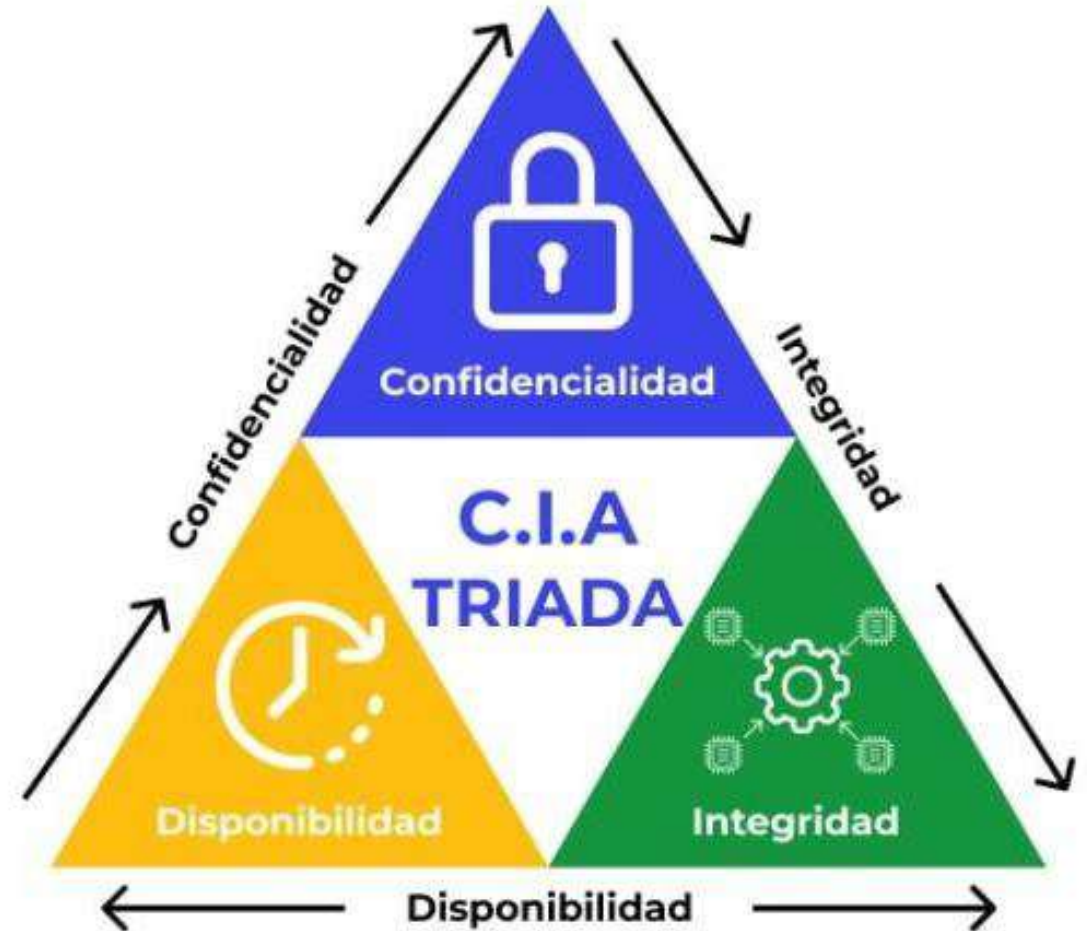 Confidencialidad
Integridad
Confidencialidad
C.I.A
TRIADA
Disponibilidad
Integridad
Disponibilidad